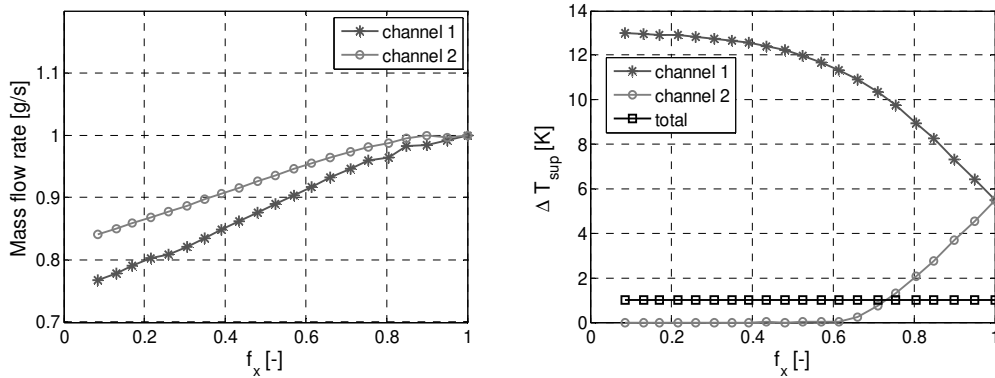 channel 1
channel 2
Mass flow rate [g/s]
1.1
1
0.9
0.8
0.7
0 0.2 0.4 0.6 0.8 1
f_x [-]
14
12
10
8
6
4
2
0
Δ T_sup [K]
channel 1
channel 2
total
0 0.2 0.4 0.6 0.8 1
f_x [-]